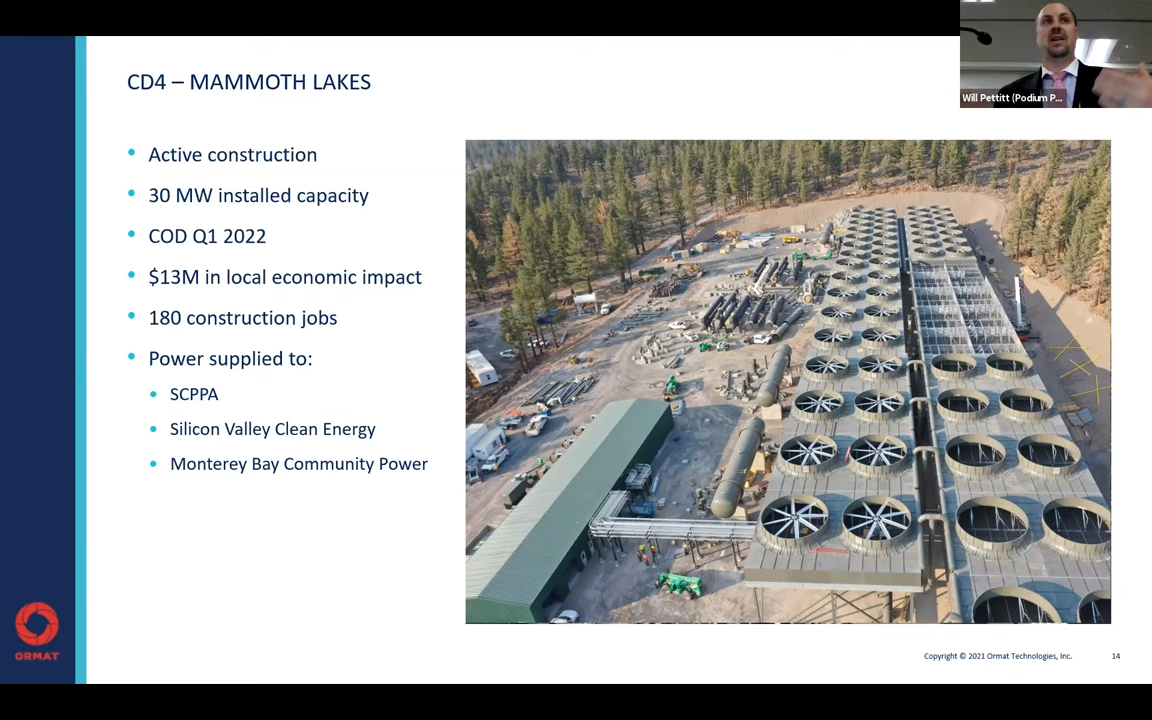 CD4 – MAMMOTH LAKES
Will Pettitt (Podium P...
• Active construction
• 30 MW installed capacity
• COD Q1 2022
• $13M in local economic impact
• 180 construction jobs
• Power supplied to:
• SCPPA
• Silicon Valley Clean Energy
• Monterey Bay Community Power
ORMAT
Copyright © 2021 Ormat Technologies, Inc.
14